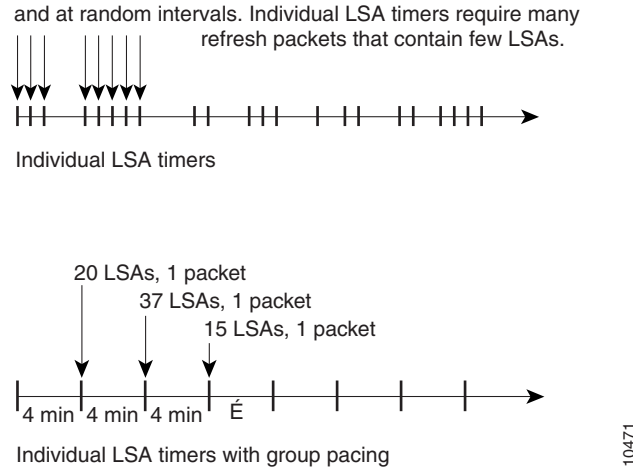 and at random intervals. Individual LSA timers require many
refresh packets that contain few LSAs.
Individual LSA timers
20 LSAs, 1 packet
37 LSAs, 1 packet
15 LSAs, 1 packet
4 min 4 min 4 min É
Individual LSA timers with group pacing
10471